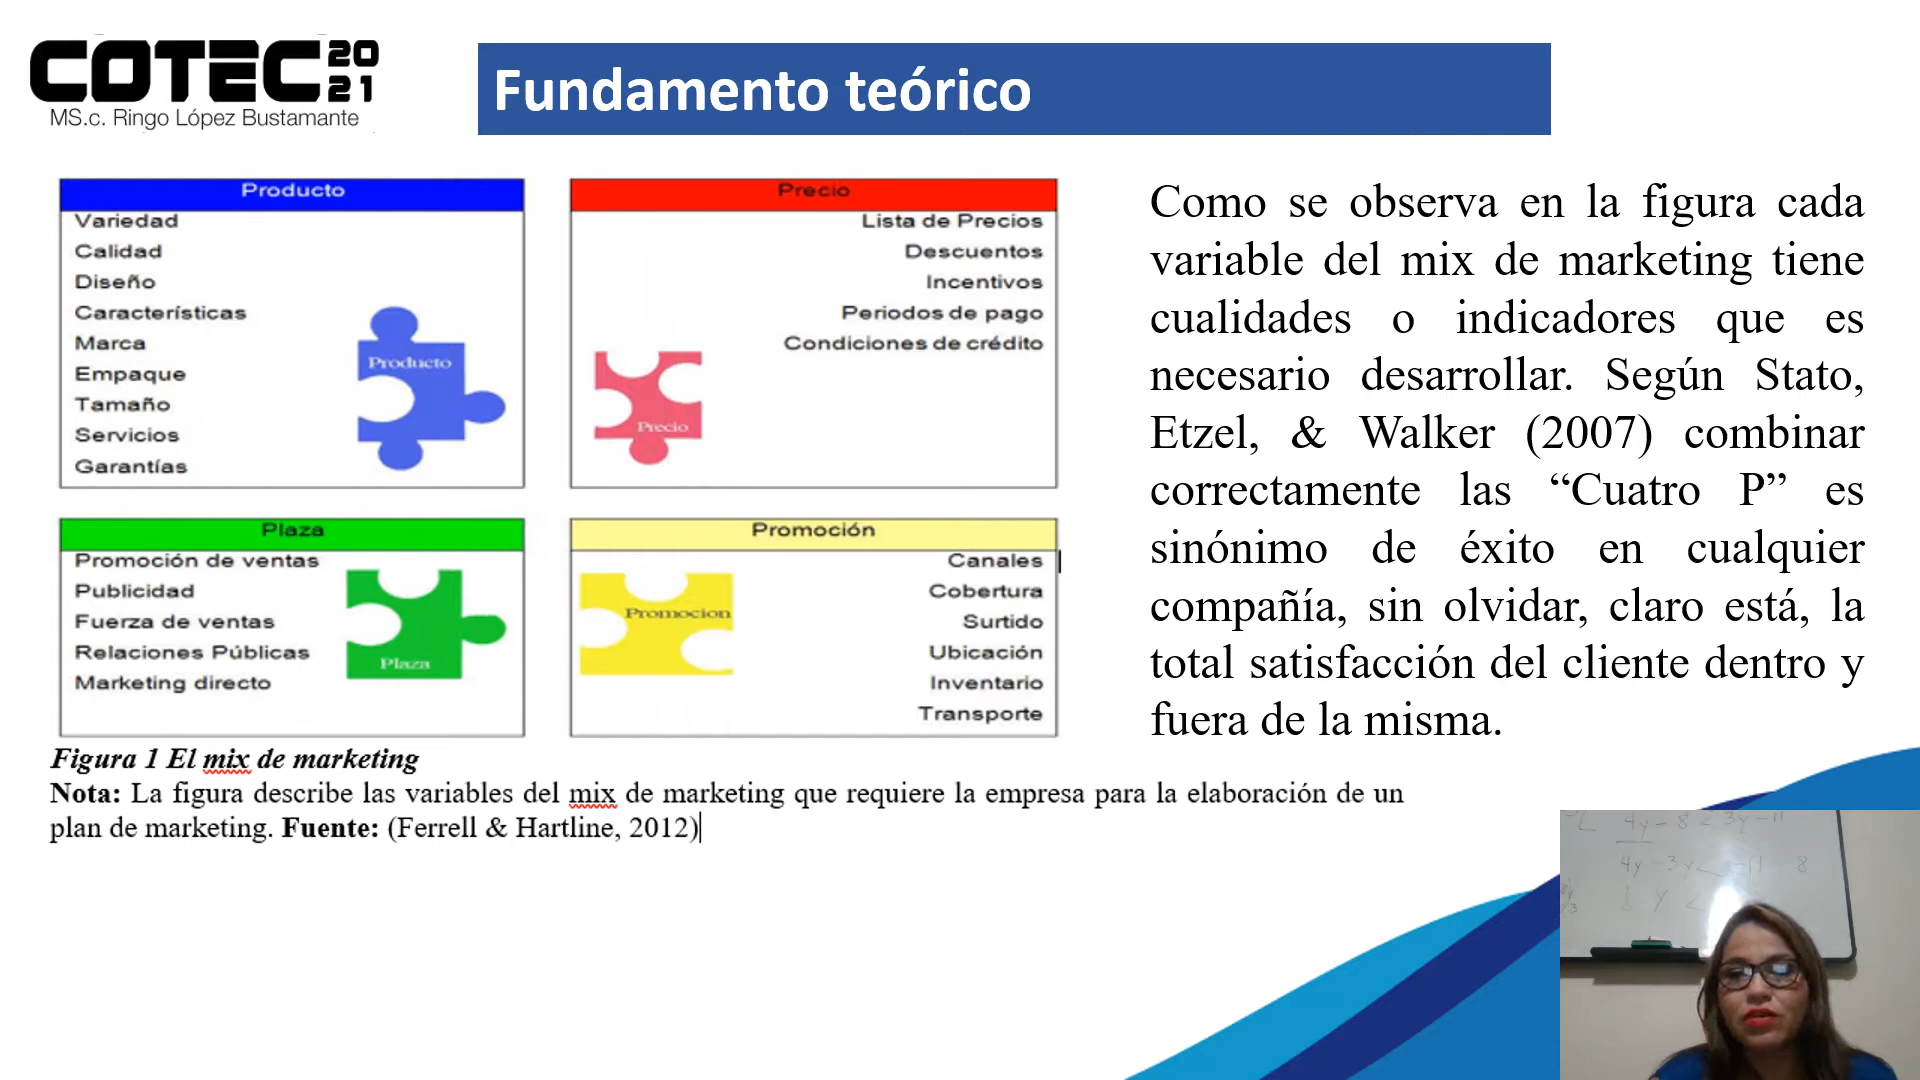 COTEC 20
21
MS.c. Ringo López Bustamante
Fundamento teórico
Producto
Variedad
Calidad
Diseño
Características
Marca
Empaque
Tamaño
Servicios
Garantías
Producto
Precio
Lista de Precios
Descuentos
Incentivos
Periodos de pago
Condiciones de crédito
Precio
Plaza
Promoción de ventas
Publicidad
Fuerza de ventas
Relaciones Públicas
Marketing directo
Plaza
Promoción
Canales
Cobertura
Surtido
Ubicación
Inventario
Transporte
Promocion
Figura 1 El mix de marketing
Nota: La figura describe las variables del mix de marketing que requiere la empresa para la elaboración de un
plan de marketing. Fuente: (Ferrell & Hartline, 2012)
Como se observa en la figura cada
variable del mix de marketing tiene
cualidades o indicadores que es
necesario desarrollar. Según Stato,
Etzel, & Walker (2007) combinar
correctamente las “Cuatro P” es
sinónimo de éxito en cualquier
compañía, sin olvidar, claro está, la
total satisfacción del cliente dentro y
fuera de la misma.